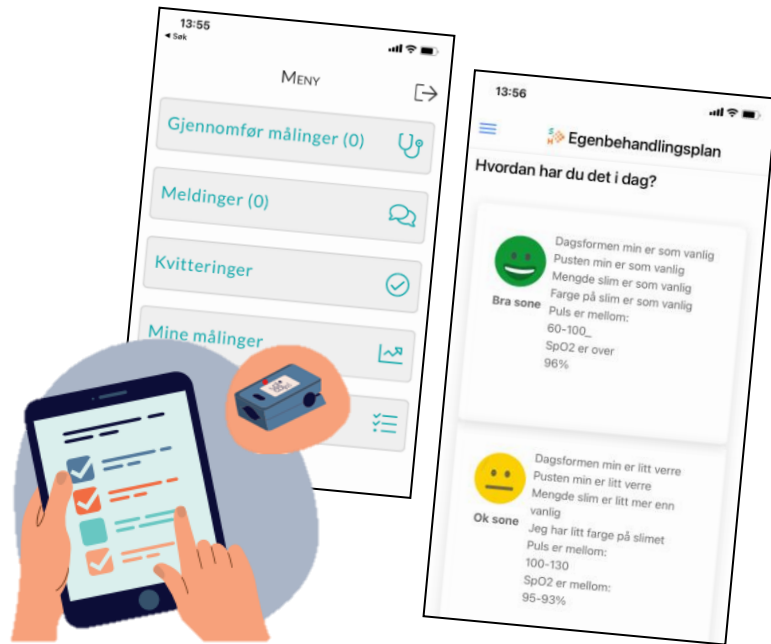 13:55
Søk
MENY
Gjennomfør målinger (0)
Meldinger (0)
Kvitteringer
Mine målinger
13:56
S
H
Egenbehandlingsplan
Hvordan har du det i dag?
Bra sone
Dagsformen min er som vanlig
Pusten min er som vanlig
Mengde slim er som vanlig
Farge på slim er som vanlig
Puls er mellom:
60-100_
SpO2 er over
96%
Ok sone
Dagsformen min er litt verre
Pusten min er litt verre
Mengde slim er litt mer enn
vanlig
Jeg har litt farge på slimet
Puls er mellom:
100-130
SpO2 er mellom:
95-93%